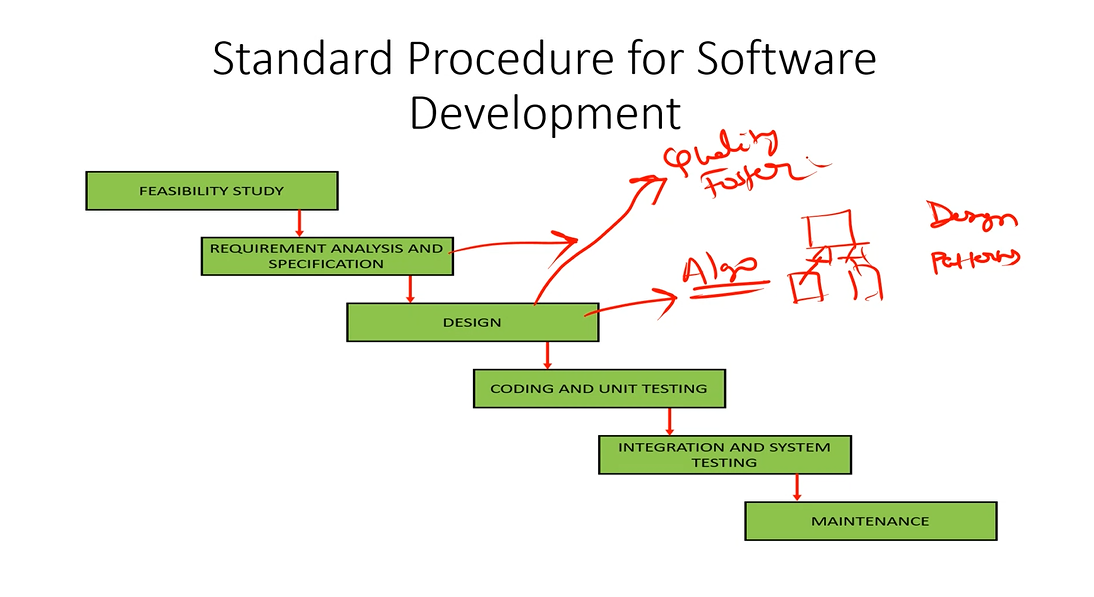 Standard Procedure for Software
Development
Quality
Faster
FEASIBILITY STUDY
Design
Patterns
REQUIREMENT ANALYSIS AND
SPECIFICATION
Algo
DESIGN
CODING AND UNIT TESTING
INTEGRATION AND SYSTEM
TESTING
MAINTENANCE